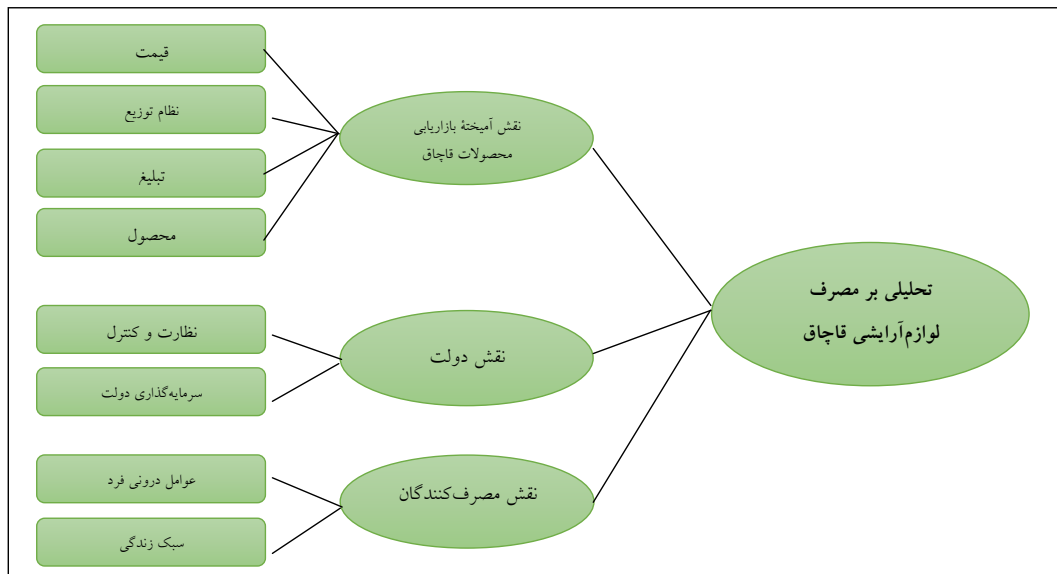 تحلیلی بر مصرف
لوازم‌آرایشی قاچاق
نقش آمیختۀ بازاریابی
محصولات قاچاق
قیمت
نظام توزیع
تبلیغ
محصول
نقش دولت
نظارت و کنترل
سرمایه‌گذاری دولت
نقش مصرف‌کنندگان
عوامل درونی فرد
سبک زندگی